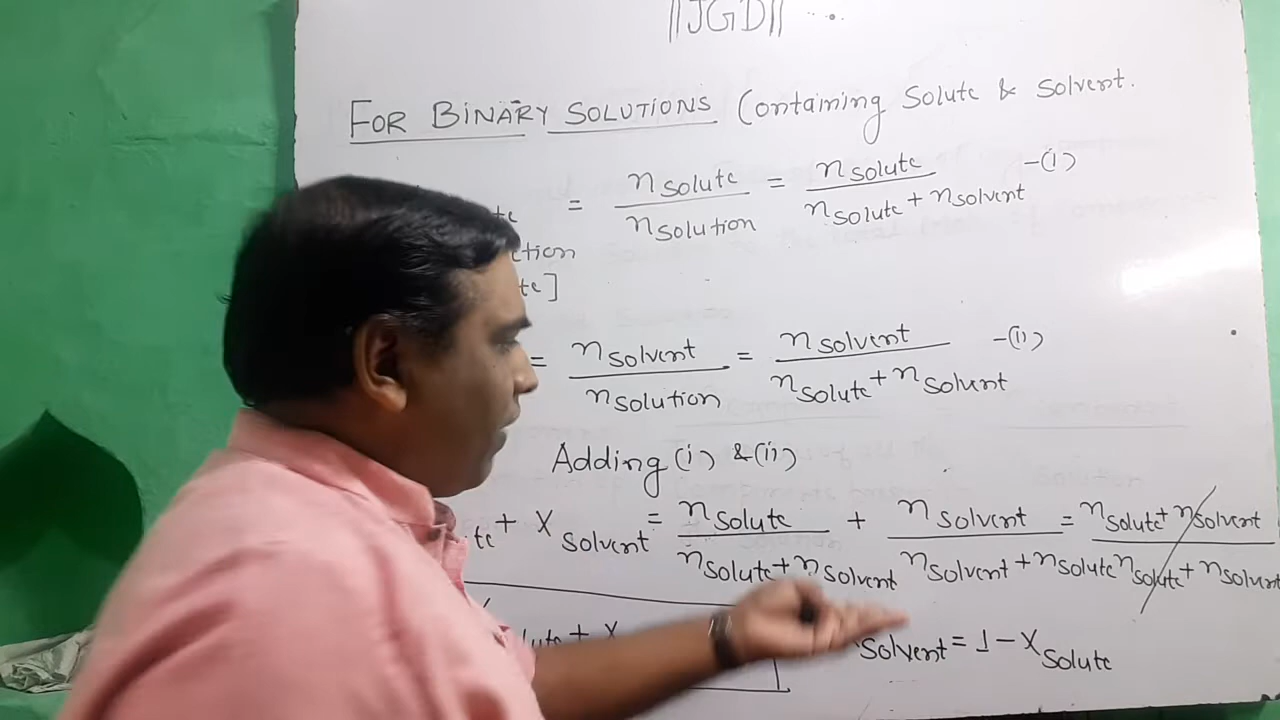 ||JGD||
FOR BINARY SOLUTIONS Containing Solute & Solvent.
= n solute / n solution = n solute / n solute + n solvent -(i)
ction
te]
= n solvent / n solution = n solvent / n solute + n solvent -(ii)
Adding (i) & (ii)
te + X solvent = n solute / n solute + n solvent + n solvent / n solvent + n solute = n solute + n solvent / n solute + n solvent
lute + X
solvent = 1 - X solute